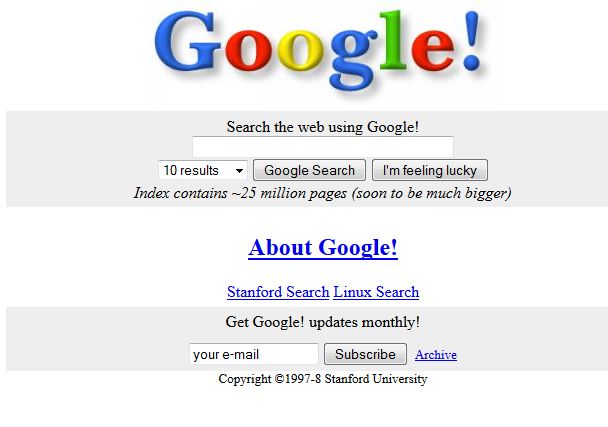 Google!
Search the web using Google!
10 results Google Search I'm feeling lucky
Index contains ~25 million pages (soon to be much bigger)
About Google!
Stanford Search Linux Search
Get Google! updates monthly!
your e-mail Subscribe Archive
Copyright ©1997-8 Stanford University